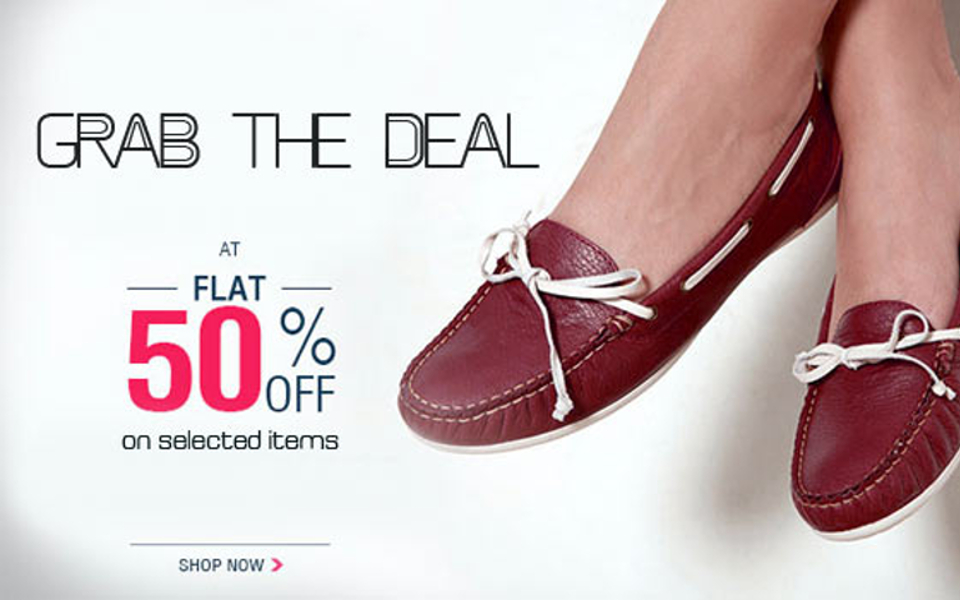 GRAB THE DEAL
AT
FLAT
50%
OFF
on selected items
SHOP NOW